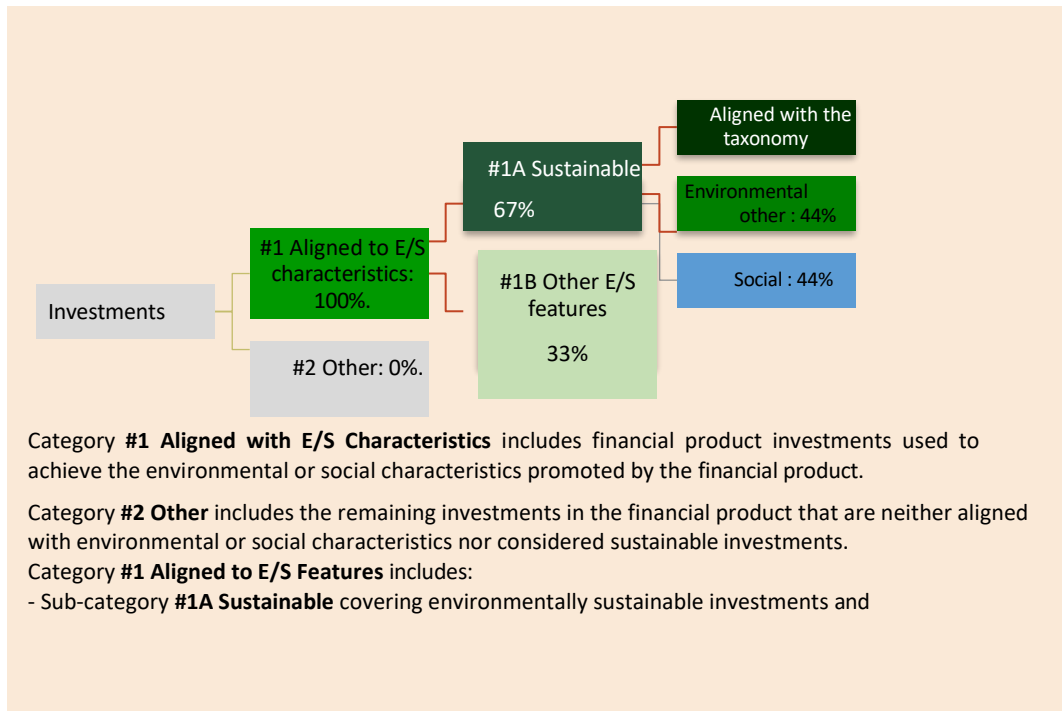 Investments
#1 Aligned to E/S
characteristics:
100%.
#2 Other: 0%.
#1A Sustainable
67%
#1B Other E/S
features
33%
Aligned with the
taxonomy
Environmental
other : 44%
Social : 44%
Category #1 Aligned with E/S Characteristics includes financial product investments used to
achieve the environmental or social characteristics promoted by the financial product.
Category #2 Other includes the remaining investments in the financial product that are neither aligned
with environmental or social characteristics nor considered sustainable investments.
Category #1 Aligned to E/S Features includes:
- Sub-category #1A Sustainable covering environmentally sustainable investments and